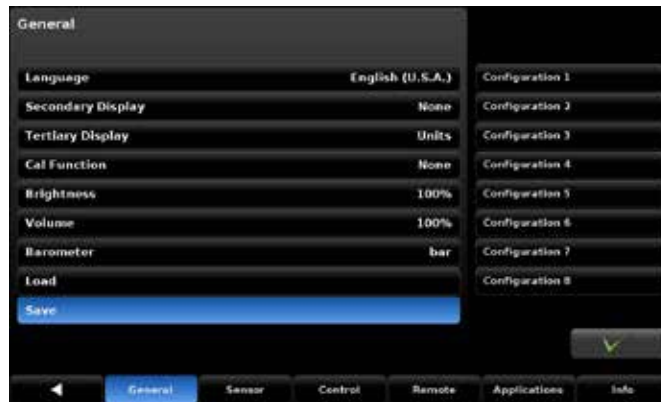 General
Language English (U.S.A.) Configuration 1
Secondary Display None Configuration 2
Tertiary Display Units Configuration 3
Cal Function None Configuration 4
Brightness 100% Configuration 5
Volume 100% Configuration 6
Barometer bar Configuration 7
Load Configuration 8
Save
General Sensor Control Remote Applications Info